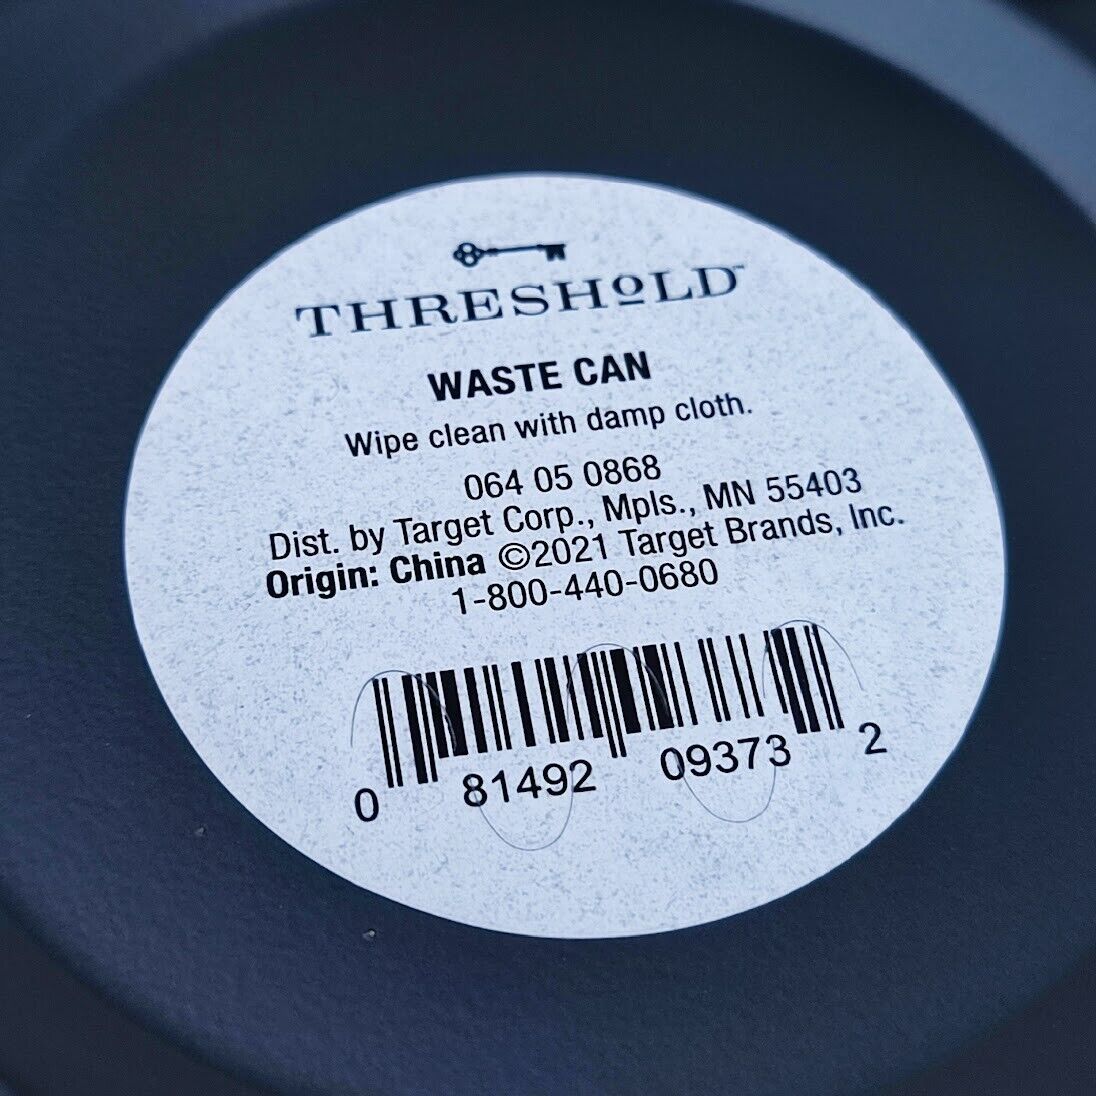 THRESHOLD™
WASTE CAN
Wipe clean with damp cloth.
064 05 0868
Dist. by Target Corp., Mpls., MN 55403
Origin: China ©2021 Target Brands, Inc.
1-800-440-0680
0 81492 09373 2